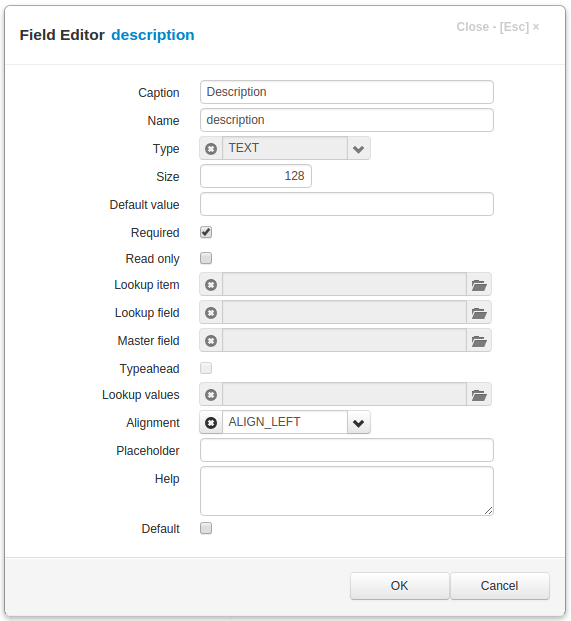 Field Editor description
Close - [Esc] ×
Caption Description
Name description
Type TEXT
Size 128
Default value
Required
Read only
Lookup item
Lookup field
Master field
Typeahead
Lookup values
Alignment ALIGN_LEFT
Placeholder
Help
Default
OK Cancel